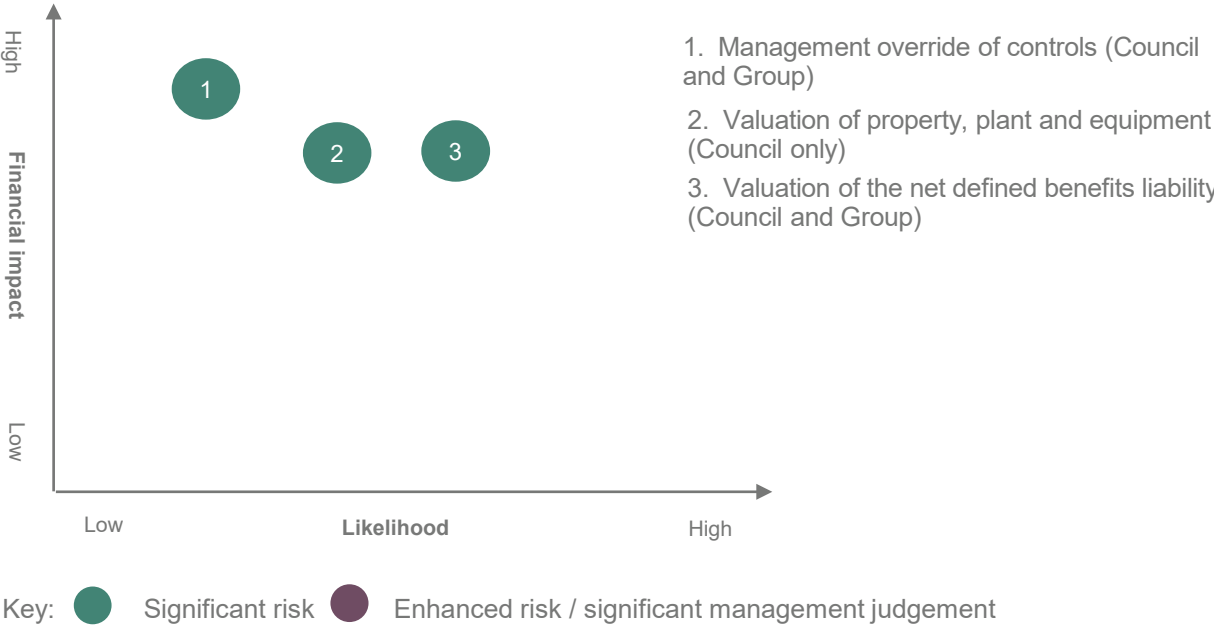 High
Financial impact
Low
1
2
3
Low
Likelihood
High
1. Management override of controls (Council
and Group)
2. Valuation of property, plant and equipment
(Council only)
3. Valuation of the net defined benefits liability
(Council and Group)
Key:
Significant risk
Enhanced risk / significant management judgement